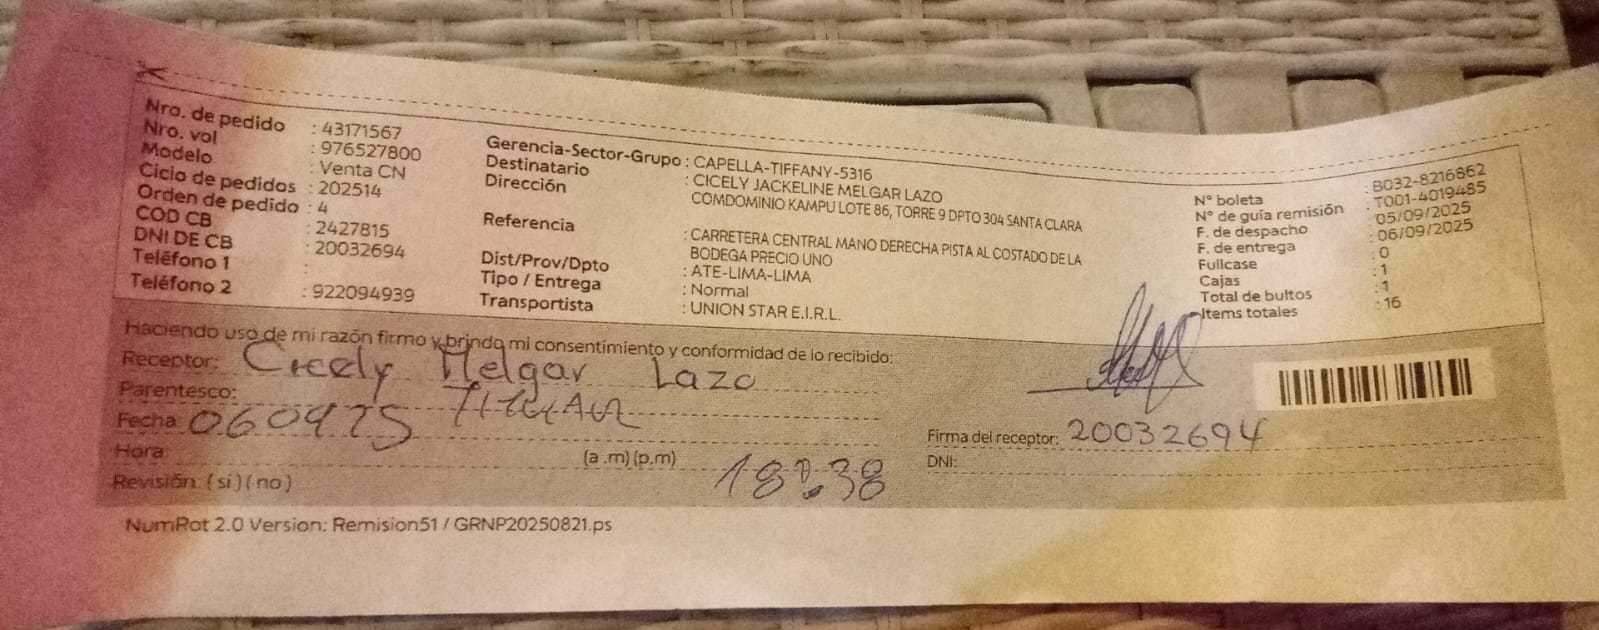 Nro. de pedido : 43171567
Nro. vol : 976527800
Modelo : Venta CN
Ciclo de pedidos : 202514
Orden de pedido : 4
COD CB : 2427815
DNI DE CB : 20032694
Teléfono 1 :
Teléfono 2 : 922094939
Gerencia-Sector-Grupo : CAPELLA-TIFFANY-5316
Destinatario : CICELY JACKELINE MELGAR LAZO
Dirección COMDOMINIO KAMPU LOTE 86, TORRE 9 DPTO 304 SANTA CLARA
Referencia : CARRETERA CENTRAL MANO DERECHA PISTA AL COSTADO DE LA
BODEGA PRECIO UNO
Dist/Prov/Dpto : ATE-LIMA-LIMA
Tipo / Entrega : Normal
Transportista : UNION STAR E.I.R.L.
N° boleta : B032-8216862
N° de guía remisión : T001-4019485
F. de despacho : 05/09/2025
F. de entrega : 06/09/2025
Fullcase : 0
Cajas : 1
Total de bultos : 1
Items totales : 16
Haciendo uso de mi razón firmo y brindo mi consentimiento y conformidad de lo recibido:
Receptor: Cicely Melgar Lazo
Parentesco: TITULAR
Fecha: 060925
Hora: (a.m)(p.m) 18:38
Revisión: ( si ) ( no )
Firma del receptor: 20032694
DNI:
NumRot 2.0 Version: Remision51 / GRNP20250821.ps